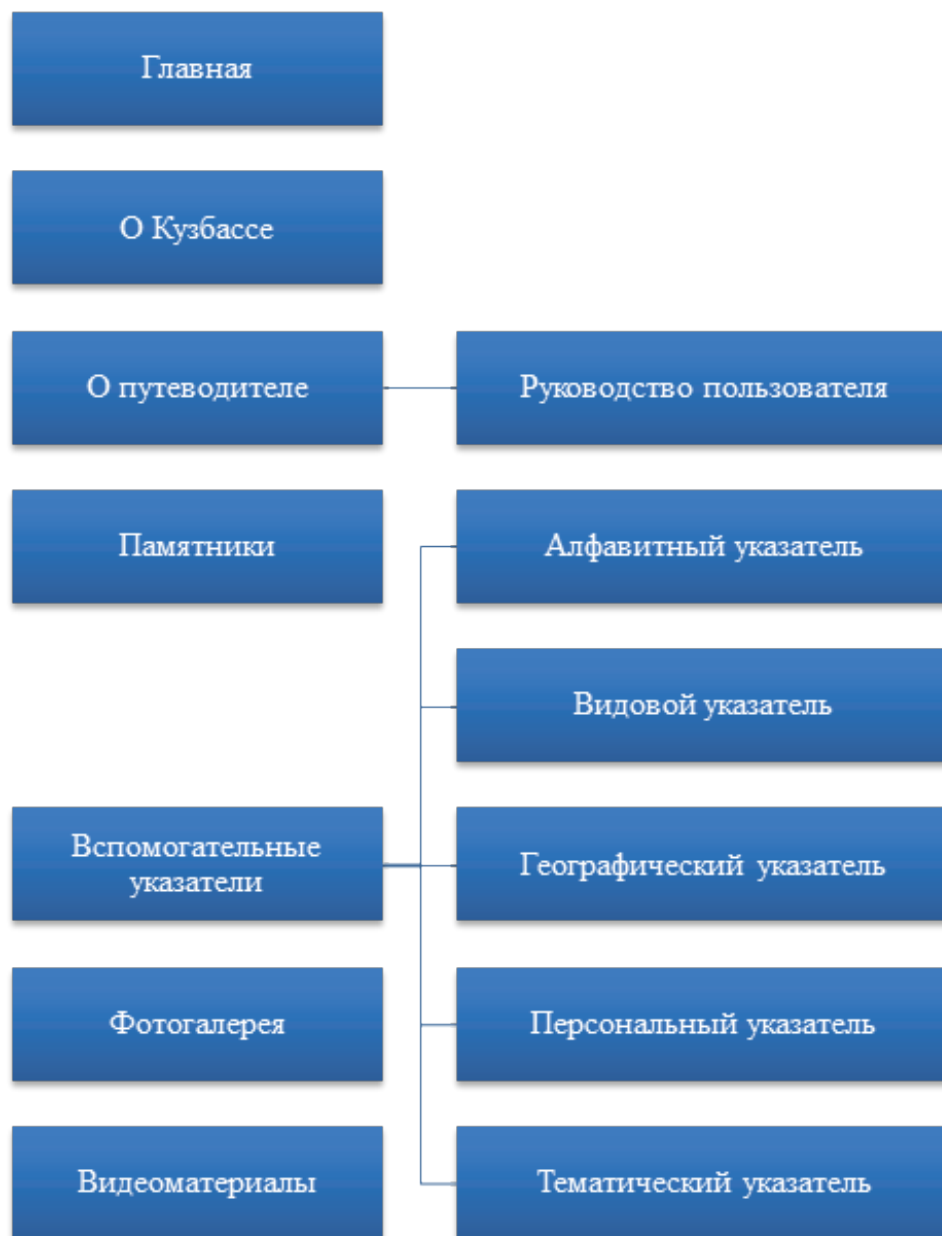 Главная
О Кузбассе
О путеводителе
Руководство пользователя
Памятники
Алфавитный указатель
Видовой указатель
Вспомогательные
указатели
Географический указатель
Фотогалерея
Персональный указатель
Видеоматериалы
Тематический указатель